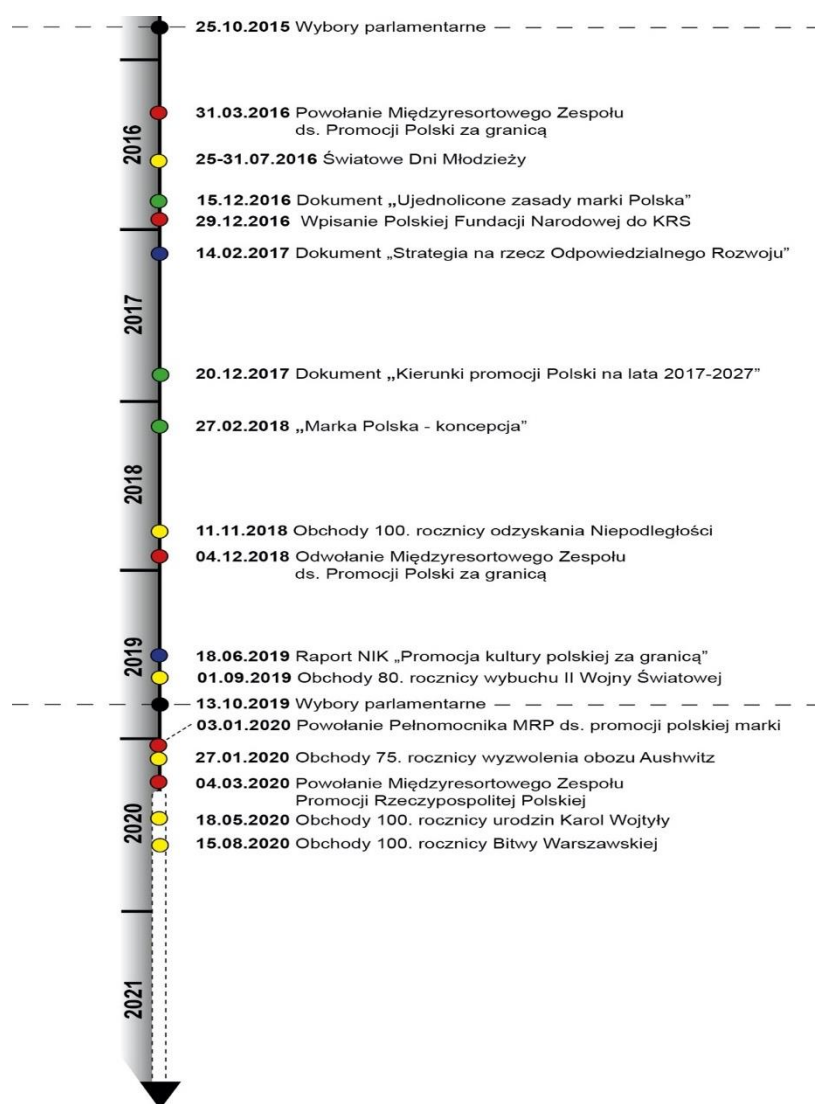 25.10.2015 Wybory parlamentarne
31.03.2016 Powołanie Międzyresortowego Zespołu
ds. Promocji Polski za granicą
2016
25-31.07.2016 Światowe Dni Młodzieży
15.12.2016 Dokument „Ujednolicone zasady marki Polska”
29.12.2016 Wpisanie Polskiej Fundacji Narodowej do KRS
14.02.2017 Dokument „Strategia na rzecz Odpowiedzialnego Rozwoju”
2017
20.12.2017 Dokument „Kierunki promocji Polski na lata 2017-2027”
27.02.2018 „Marka Polska - koncepcja”
2018
11.11.2018 Obchody 100. rocznicy odzyskania Niepodległości
04.12.2018 Odwołanie Międzyresortowego Zespołu
ds. Promocji Polski za granicą
2019
18.06.2019 Raport NIK „Promocja kultury polskiej za granicą”
01.09.2019 Obchody 80. rocznicy wybuchu II Wojny Światowej
13.10.2019 Wybory parlamentarne
03.01.2020 Powołanie Pełnomocnika MRP ds. promocji polskiej marki
27.01.2020 Obchody 75. rocznicy wyzwolenia obozu Aushwitz
04.03.2020 Powołanie Międzyresortowego Zespołu
Promocji Rzeczypospolitej Polskiej
2020
18.05.2020 Obchody 100. rocznicy urodzin Karol Wojtyły
15.08.2020 Obchody 100. rocznicy Bitwy Warszawskiej
2021